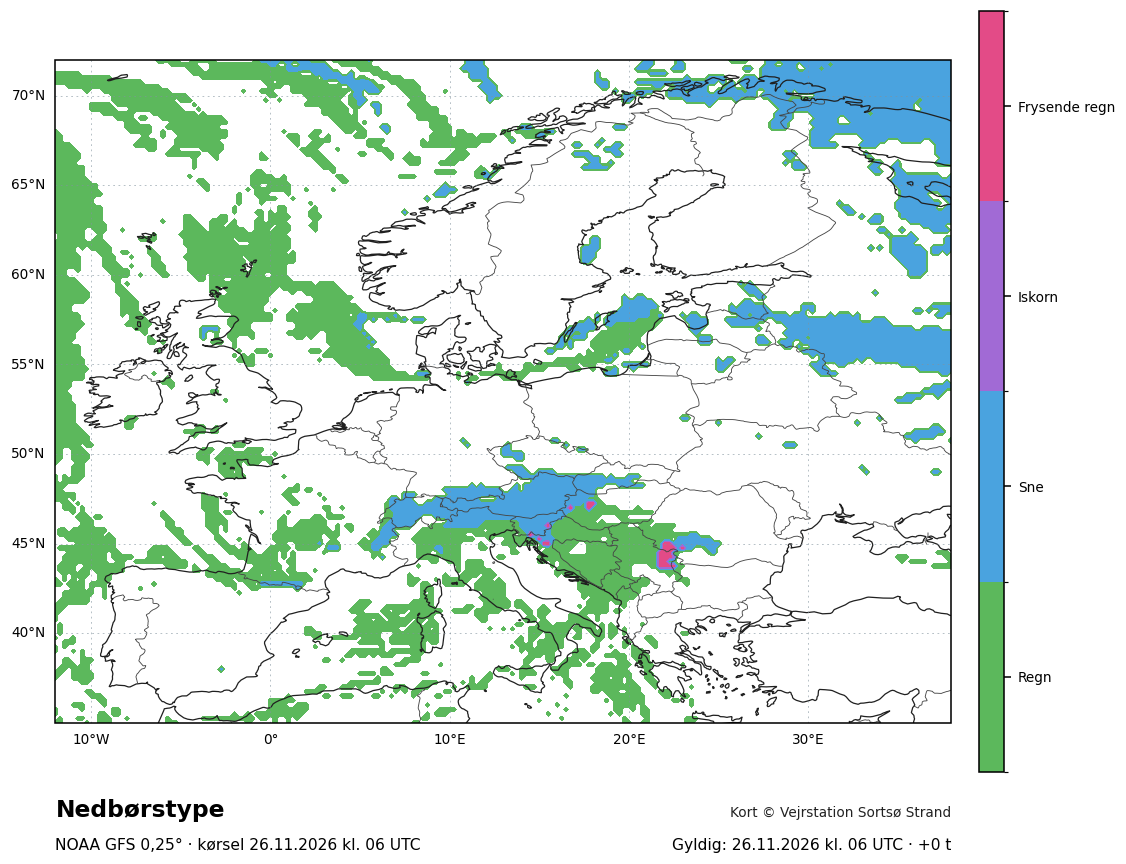 70°N
65°N
60°N
55°N
50°N
45°N
40°N
10°W
0°
10°E
20°E
30°E
Frysende regn
Iskorn
Sne
Regn
Nedbørstype
Kort © Vejrstation Sortsø Strand
NOAA GFS 0,25° · kørsel 26.11.2026 kl. 06 UTC
Gyldig: 26.11.2026 kl. 06 UTC · +0 t